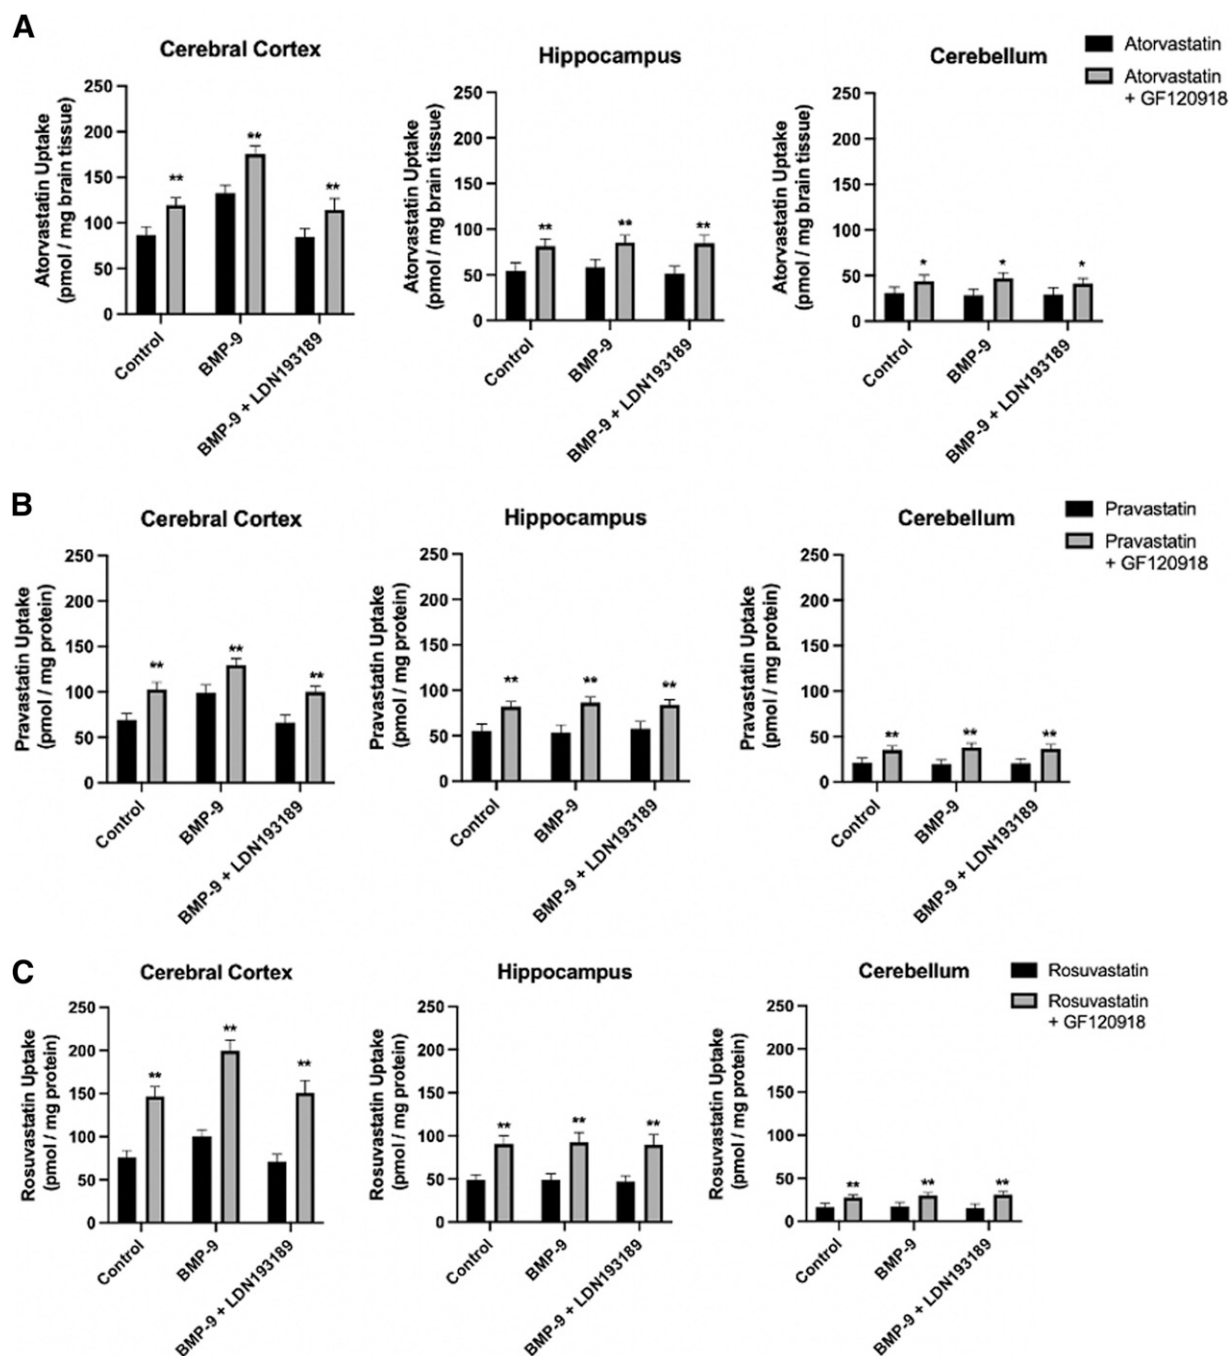 A
Cerebral Cortex
Atorvastatin Uptake
(pmol / mg brain tissue)
250
200
150
100
50
0
**
**
**
Control
BMP-9
BMP-9 + LDN193189
Hippocampus
Atorvastatin Uptake
(pmol / mg brain tissue)
250
200
150
100
50
0
**
**
**
Control
BMP-9
BMP-9 + LDN193189
Cerebellum
Atorvastatin Uptake
(pmol / mg brain tissue)
250
200
150
100
50
0
*
*
*
Control
BMP-9
BMP-9 + LDN193189
Atorvastatin
Atorvastatin
+ GF120918
B
Cerebral Cortex
Pravastatin Uptake
(pmol / mg protein)
250
200
150
100
50
0
**
**
**
Control
BMP-9
BMP-9 + LDN193189
Hippocampus
Pravastatin Uptake
(pmol / mg protein)
250
200
150
100
50
0
**
**
**
Control
BMP-9
BMP-9 + LDN193189
Cerebellum
Pravastatin Uptake
(pmol / mg protein)
250
200
150
100
50
0
**
**
**
Control
BMP-9
BMP-9 + LDN193189
Pravastatin
Pravastatin
+ GF120918
C
Cerebral Cortex
Rosuvastatin Uptake
(pmol / mg protein)
250
200
150
100
50
0
**
**
**
Control
BMP-9
BMP-9 + LDN193189
Hippocampus
Rosuvastatin Uptake
(pmol / mg protein)
250
200
150
100
50
0
**
**
**
Control
BMP-9
BMP-9 + LDN193189
Cerebellum
Rosuvastatin Uptake
(pmol / mg protein)
250
200
150
100
50
0
**
**
**
Control
BMP-9
BMP-9 + LDN193189
Rosuvastatin
Rosuvastatin
+ GF120918